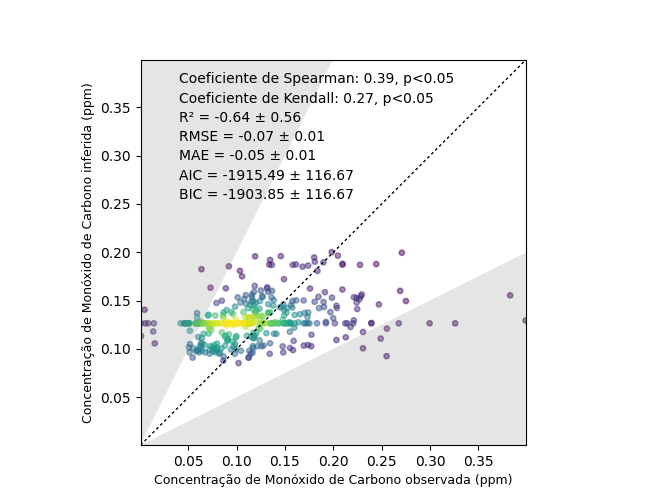 Coeficiente de Spearman: 0.39, p<0.05
Coeficiente de Kendall: 0.27, p<0.05
R² = -0.64 ± 0.56
RMSE = -0.07 ± 0.01
MAE = -0.05 ± 0.01
AIC = -1915.49 ± 116.67
BIC = -1903.85 ± 116.67
Concentração de Monóxido de Carbono inferida (ppm)
0.35
0.30
0.25
0.20
0.15
0.10
0.05
0.05 0.10 0.15 0.20 0.25 0.30 0.35
Concentração de Monóxido de Carbono observada (ppm)